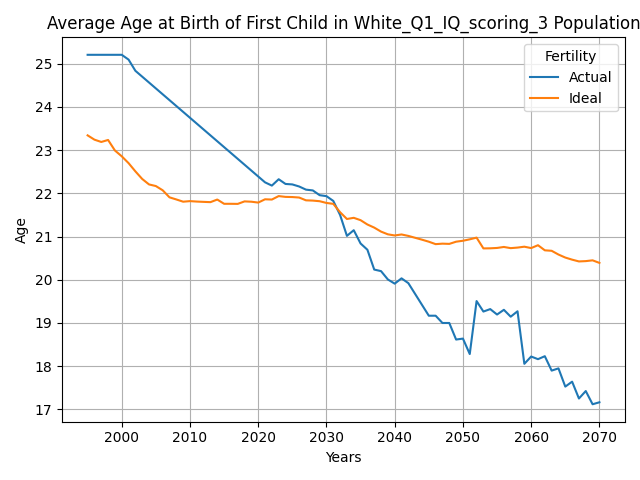 Average Age at Birth of First Child in White_Q1_IQ_scoring_3 Population
Fertility
Actual
Ideal
Age
25
24
23
22
21
20
19
18
17
2000 2010 2020 2030 2040 2050 2060 2070
Years